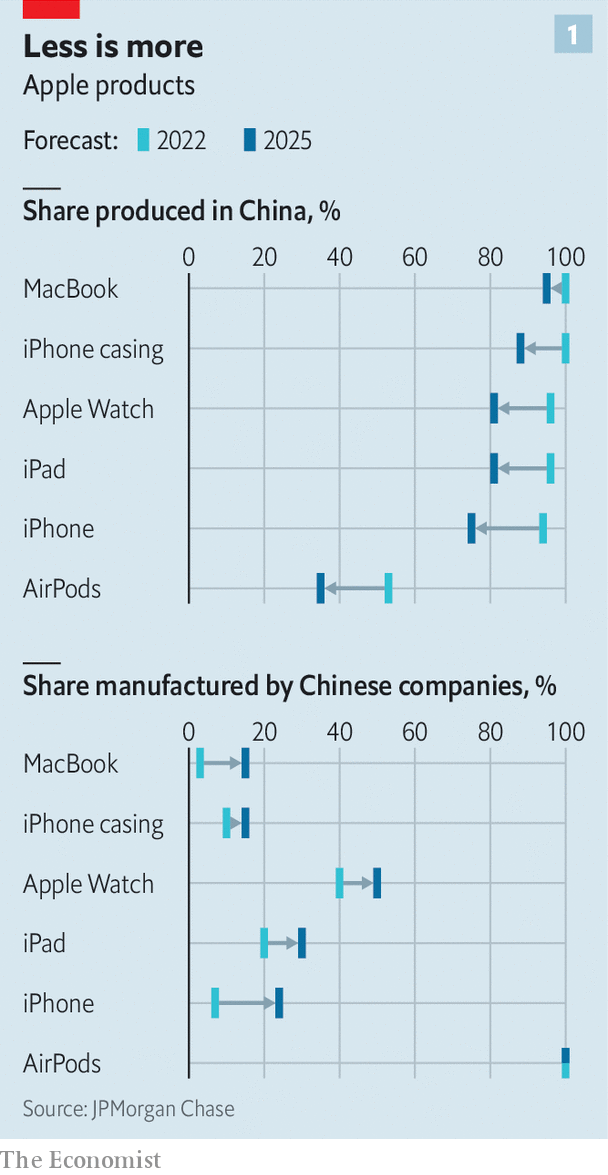 1
Less is more
Apple products
Forecast: 2022 2025
Share produced in China, %
0 20 40 60 80 100
MacBook
iPhone casing
Apple Watch
iPad
iPhone
AirPods
Share manufactured by Chinese companies, %
0 20 40 60 80 100
MacBook
iPhone casing
Apple Watch
iPad
iPhone
AirPods
Source: JPMorgan Chase
The Economist